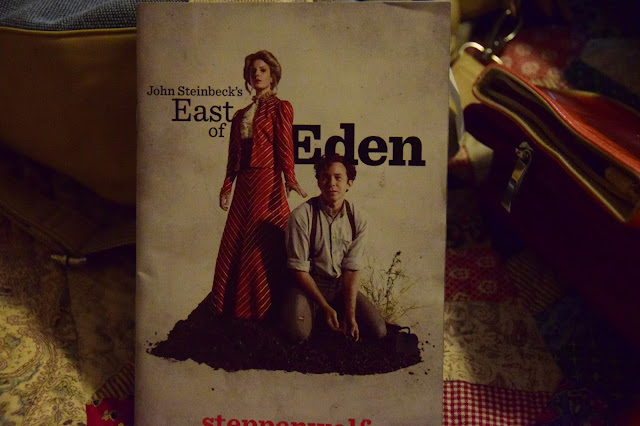 John Steinbeck's
East
of
Eden
steppenwolf